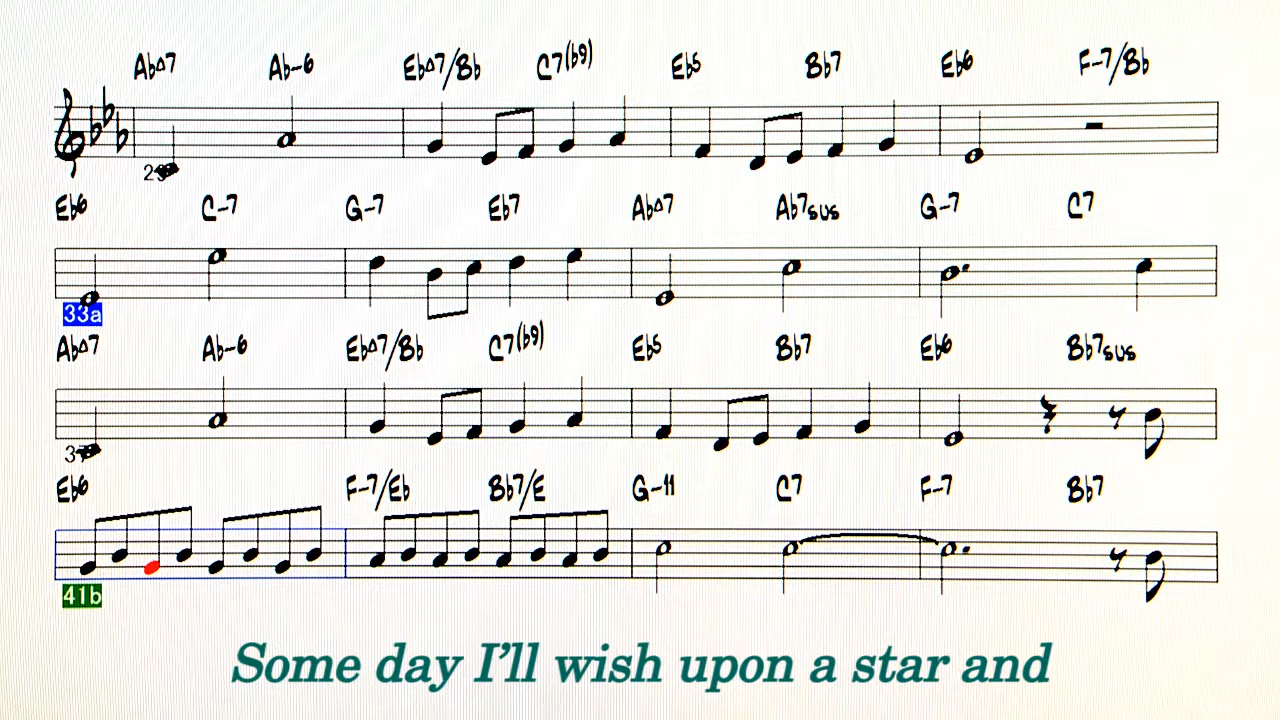 Ab△7 Ab-6 Eb△7/Bb C7(b9) Eb5 Bb7 Eb6 F-7/Bb
Eb6 C-7 G-7 Eb7 Ab△7 Ab7sus G-7 C7
33a
Ab△7 Ab-6 Eb△7/Bb C7(b9) Eb5 Bb7 Eb6 Bb7sus
Eb6 F-7/Eb Bb7/E G-11 C7 F-7 Bb7
41b
Some day I'll wish upon a star and